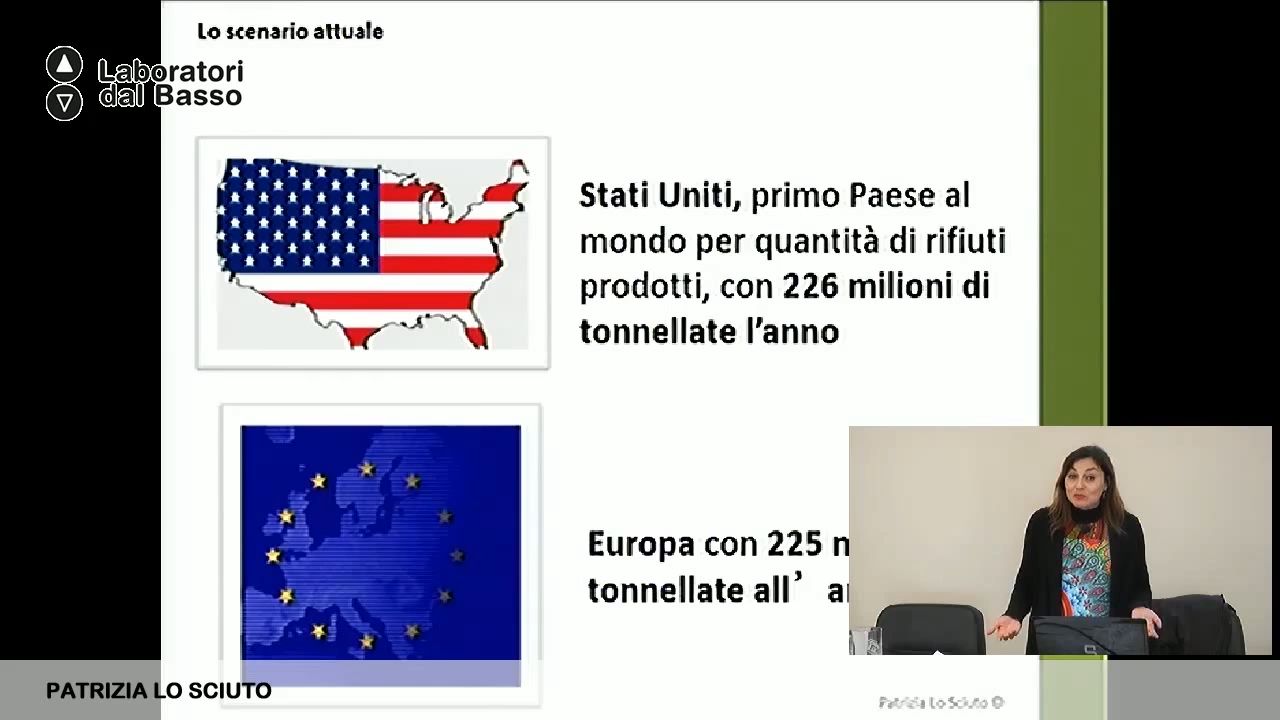 Lo scenario attuale
Laboratori
dal Basso
Stati Uniti, primo Paese al
mondo per quantità di rifiuti
prodotti, con 226 milioni di
tonnellate l’anno
Europa con 225 m
tonnellate all’ a
PATRIZIA LO SCIUTO
Patrizia Lo Sciuto ©